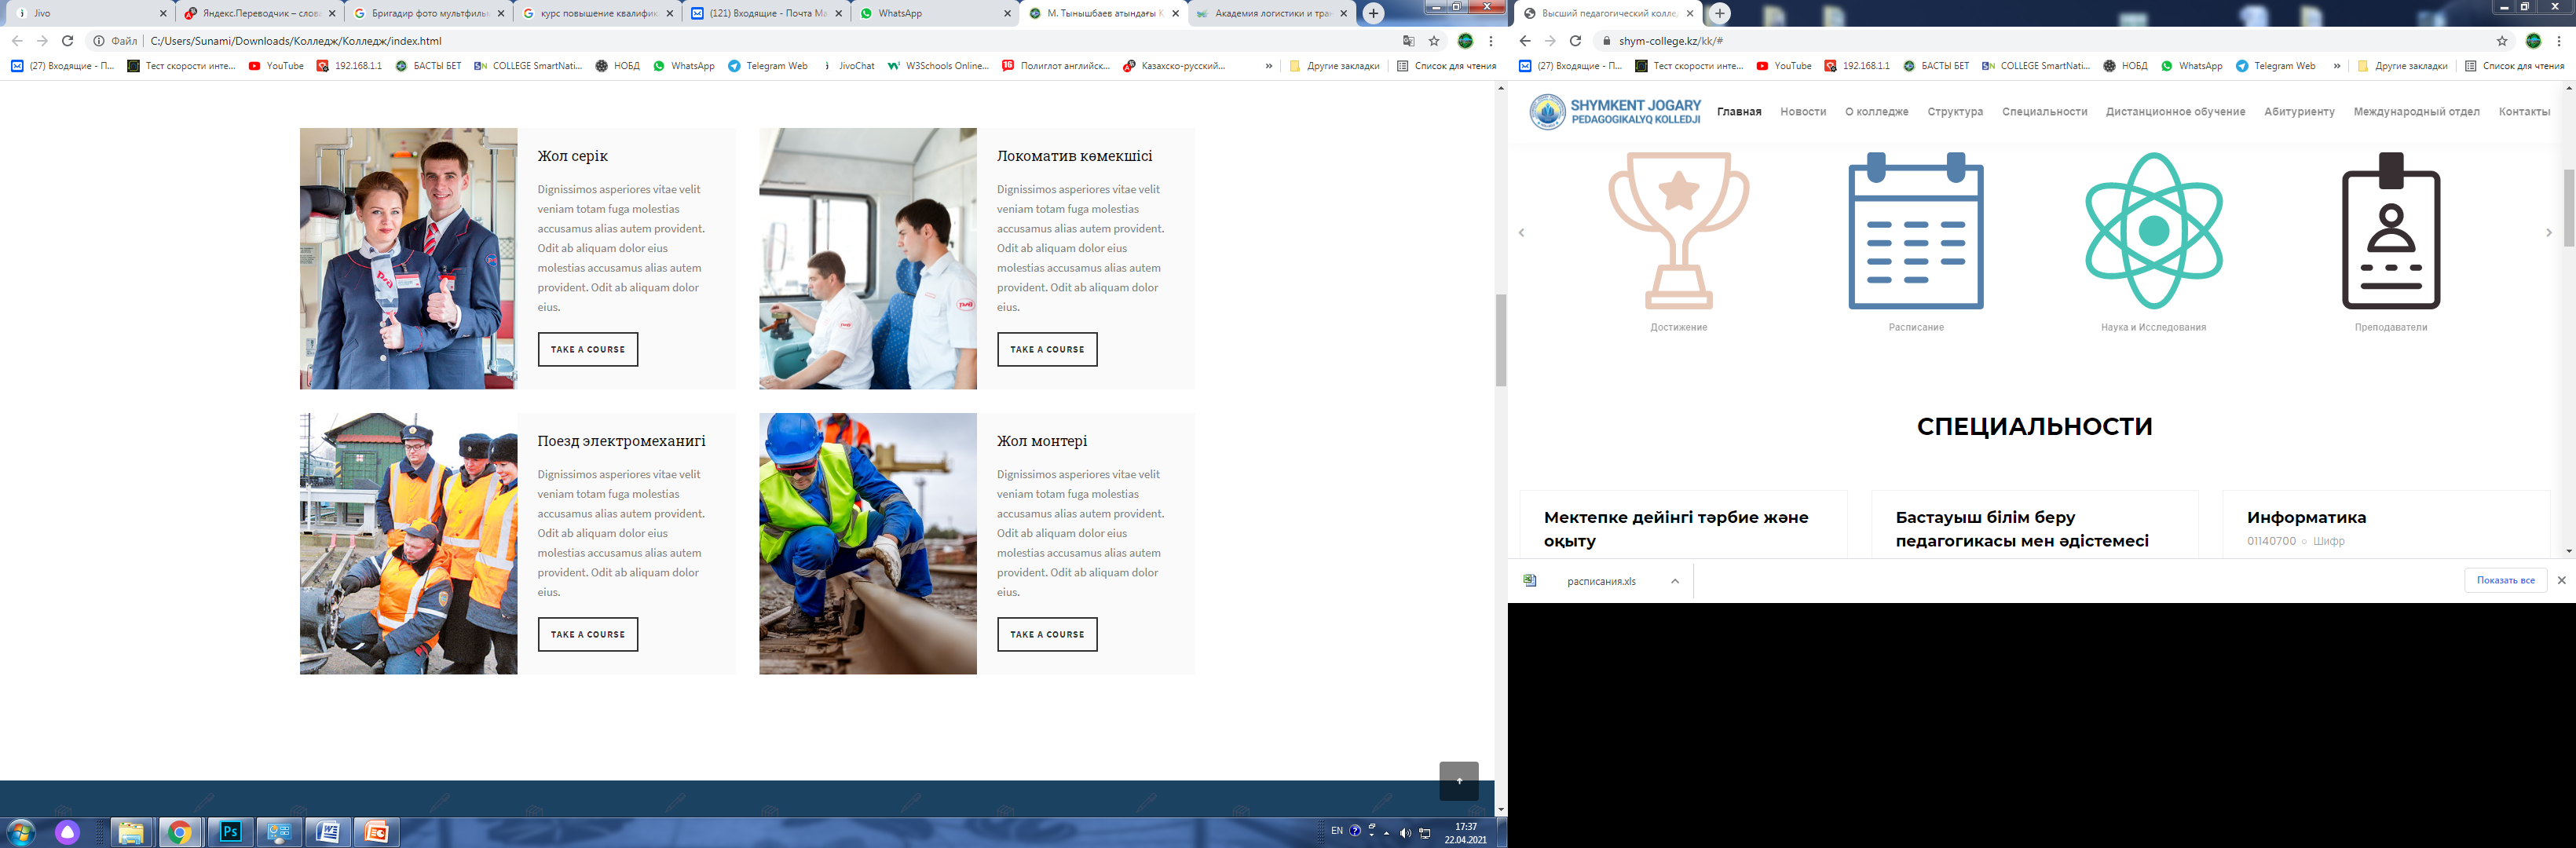 Jivo
Яндекс.Переводчик – слова
Бригадир фото мультфиль
курс повышение квалифик
(121) Входящие - Почта Ма
WhatsApp
М. Тынышбаев атындағы Қ
Академия логистики и тран
Файл
C:/Users/Sunami/Downloads/Колледж/Колледж/index.html
(27) Входящие - П...
Тест скорости инте...
YouTube
192.168.1.1
БАСТЫ БЕТ
COLLEGE SmartNati...
НОБД
WhatsApp
Telegram Web
JivoChat
W3Schools Online...
Полиглот английск...
Казахско-русский...
»
Другие закладки
Список для чтения
Жол серік
Dignissimos asperiores vitae velit
veniam totam fuga molestias
accusamus alias autem provident.
Odit ab aliquam dolor eius
molestias accusamus alias autem
provident. Odit ab aliquam dolor
eius.
TAKE A COURSE
Локоматив көмекшісі
Dignissimos asperiores vitae velit
veniam totam fuga molestias
accusamus alias autem provident.
Odit ab aliquam dolor eius
molestias accusamus alias autem
provident. Odit ab aliquam dolor
eius.
TAKE A COURSE
Поезд электромеханигі
Dignissimos asperiores vitae velit
veniam totam fuga molestias
accusamus alias autem provident.
Odit ab aliquam dolor eius
molestias accusamus alias autem
provident. Odit ab aliquam dolor
eius.
TAKE A COURSE
Жол монтері
Dignissimos asperiores vitae velit
veniam totam fuga molestias
accusamus alias autem provident.
Odit ab aliquam dolor eius
molestias accusamus alias autem
provident. Odit ab aliquam dolor
eius.
TAKE A COURSE
Ps
EN
17:37
22.04.2021
Высший педагогический колле
shym-college.kz/kk/#
(27) Входящие - П...
Тест скорости инте...
YouTube
192.168.1.1
БАСТЫ БЕТ
COLLEGE SmartNati...
НОБД
WhatsApp
Telegram Web
»
Другие закладки
Список для чтения
SHYMKENT JOGARY
PEDAGOGIKALYQ KOLLEDJI
Главная
Новости
О колледже
Структура
Специальности
Дистанционное обучение
Абитуриенту
Международный отдел
Контакты
Достижение
Расписание
Наука и Исследования
Преподаватели
СПЕЦИАЛЬНОСТИ
Мектепке дейінгі тәрбие және
оқыту
Бастауыш білім беру
педагогикасы мен әдістемесі
Информатика
01140700 ○ Шифр
расписания.xls
Показать все